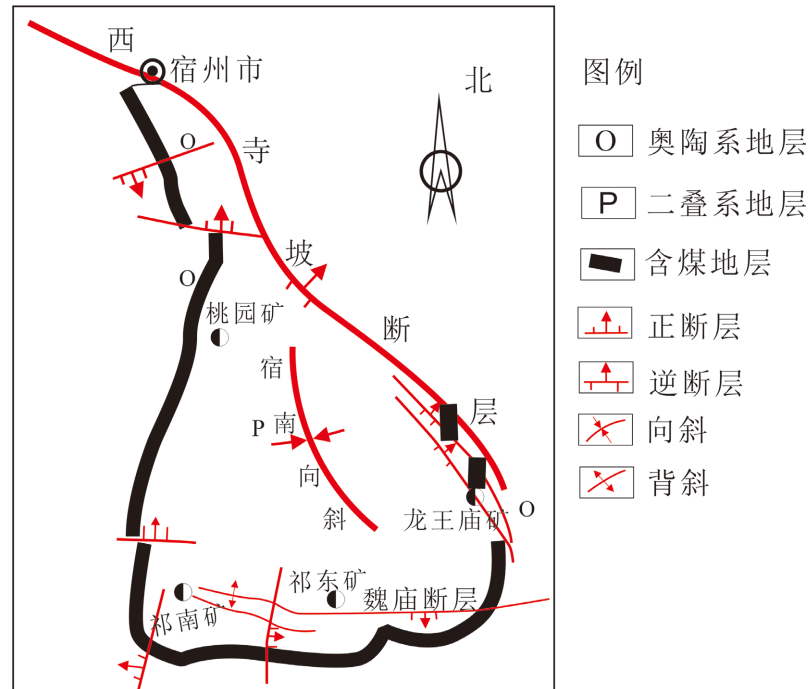 西寺坡断层
宿州市
北
O
O
桃园矿
宿南向斜
P
龙王庙矿
O
祁南矿
祁东矿
魏庙断层
图例
O 奥陶系地层
P 二叠系地层
含煤地层
正断层
逆断层
向斜
背斜